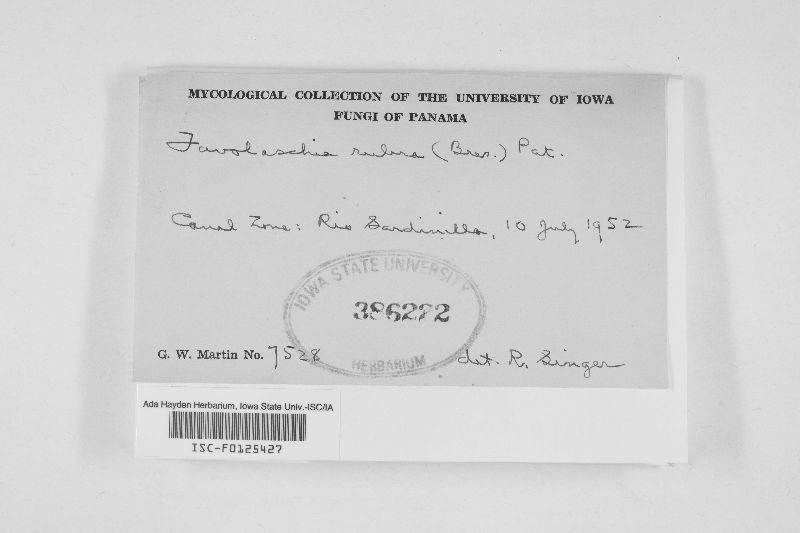 MYCOLOGICAL COLLECTION OF THE UNIVERSITY OF IOWA
FUNGI OF PANAMA
Favolaschia rubra (Bres.) Pat.
Canal Zone: Rio Sardinilla, 10 July 1952
IOWA STATE UNIVERSITY
386272
HERBARIUM
G. W. Martin No. 7528 det. R. Singer
Ada Hayden Herbarium, Iowa State Univ.-ISC/IA
ISC-F0125427